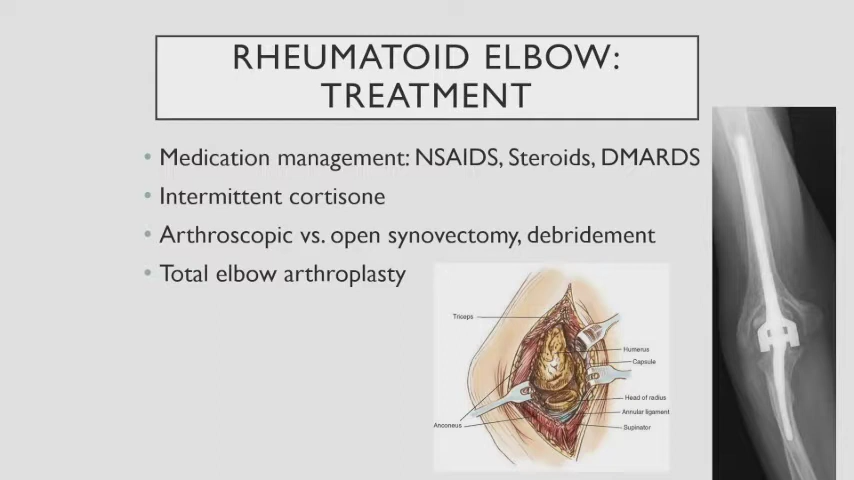 RHEUMATOID ELBOW:
TREATMENT
• Medication management: NSAIDS, Steroids, DMARDS
• Intermittent cortisone
• Arthroscopic vs. open synovectomy, debridement
• Total elbow arthroplasty
Triceps
Humerus
Capsule
Head of radius
Annular ligament
Anconeus
Supinator